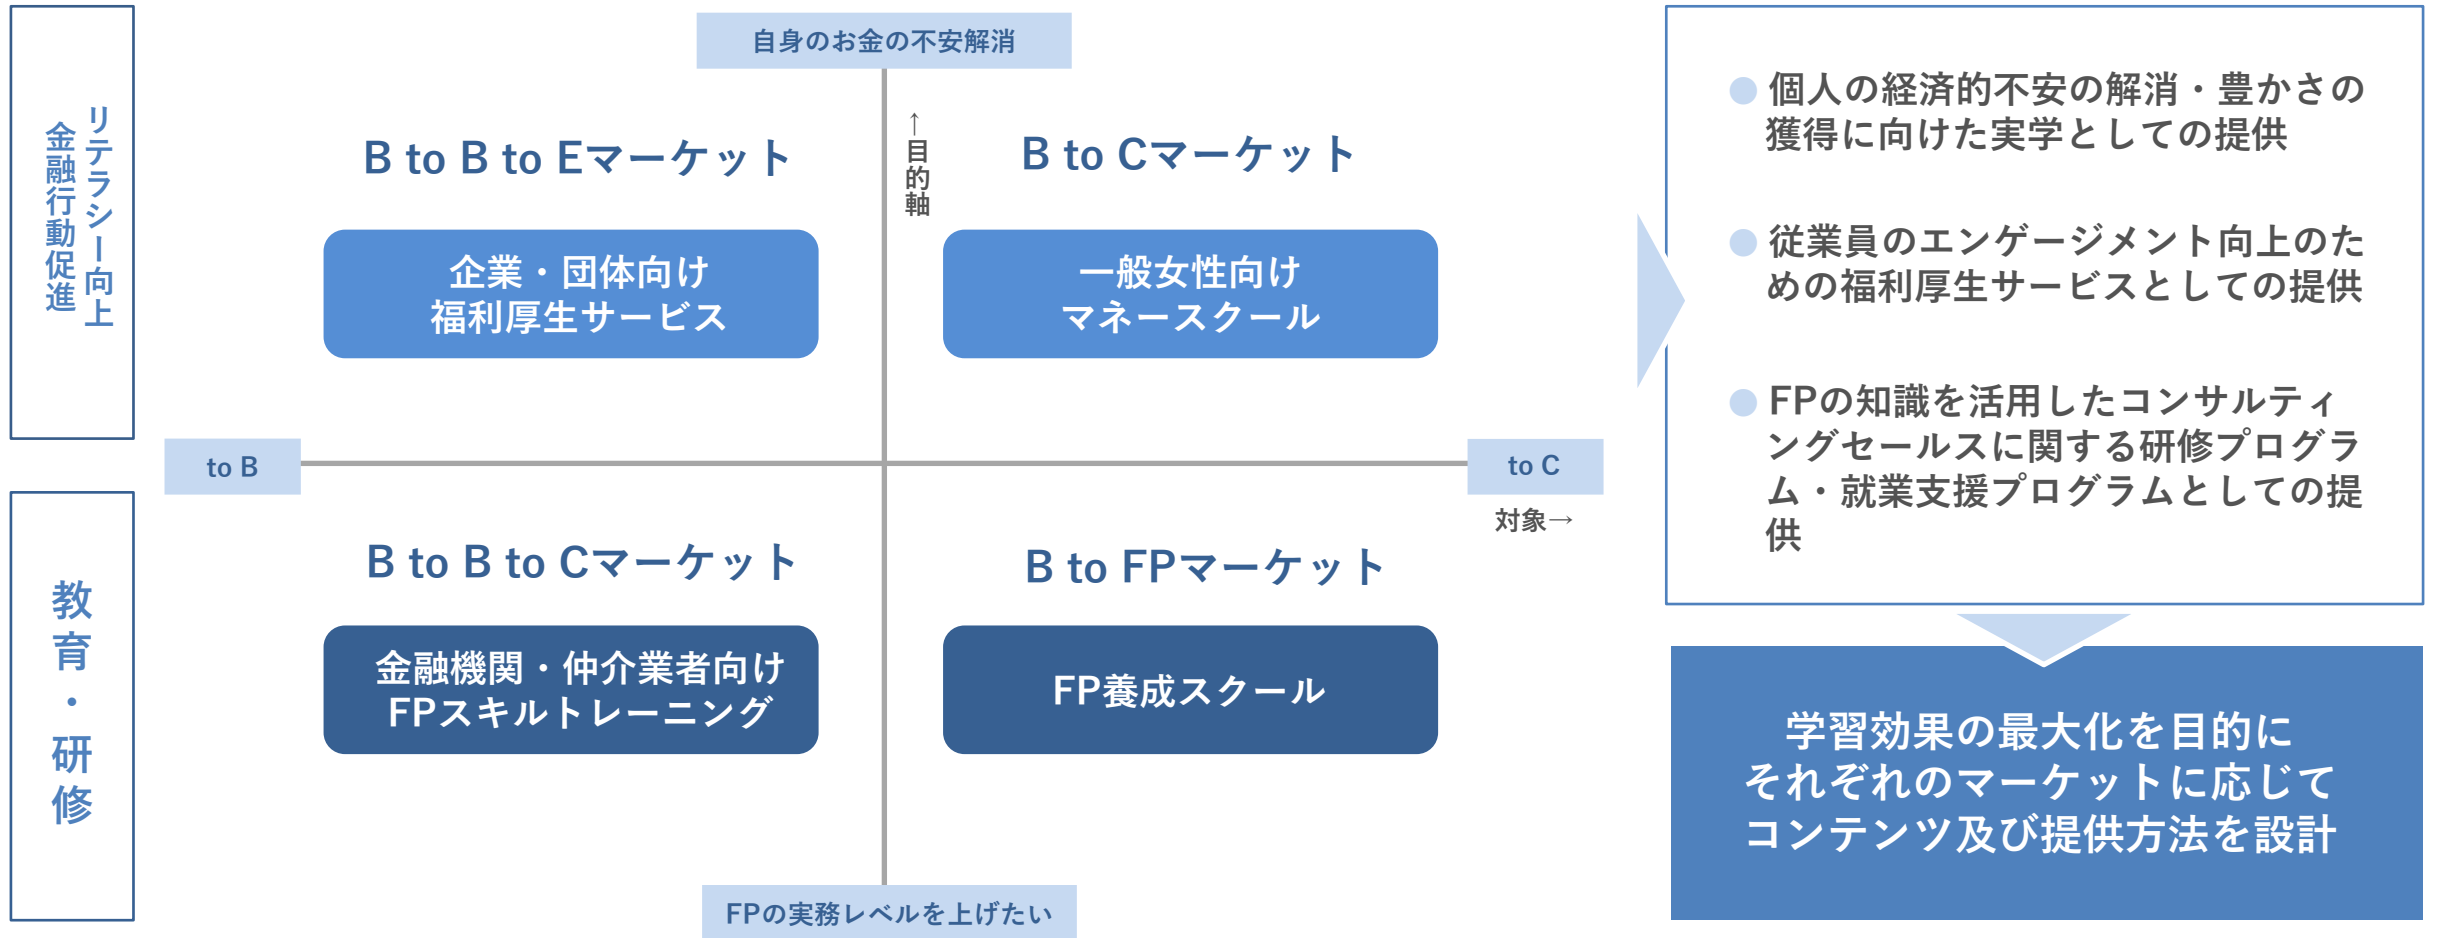 リテラシー向上
金融行動促進
教育・研修
自身のお金の不安解消
↑目的軸
B to B to Eマーケット
企業・団体向け
福利厚生サービス
B to Cマーケット
一般女性向け
マネースクール
to B
to C
対象→
B to B to Cマーケット
金融機関・仲介業者向け
FPスキルトレーニング
B to FPマーケット
FP養成スクール
FPの実務レベルを上げたい
● 個人の経済的不安の解消・豊かさの
獲得に向けた実学としての提供
● 従業員のエンゲージメント向上のた
めの福利厚生サービスとしての提供
● FPの知識を活用したコンサルティ
ングセールスに関する研修プログラ
ム・就業支援プログラムとしての提
供
学習効果の最大化を目的に
それぞれのマーケットに応じて
コンテンツ及び提供方法を設計